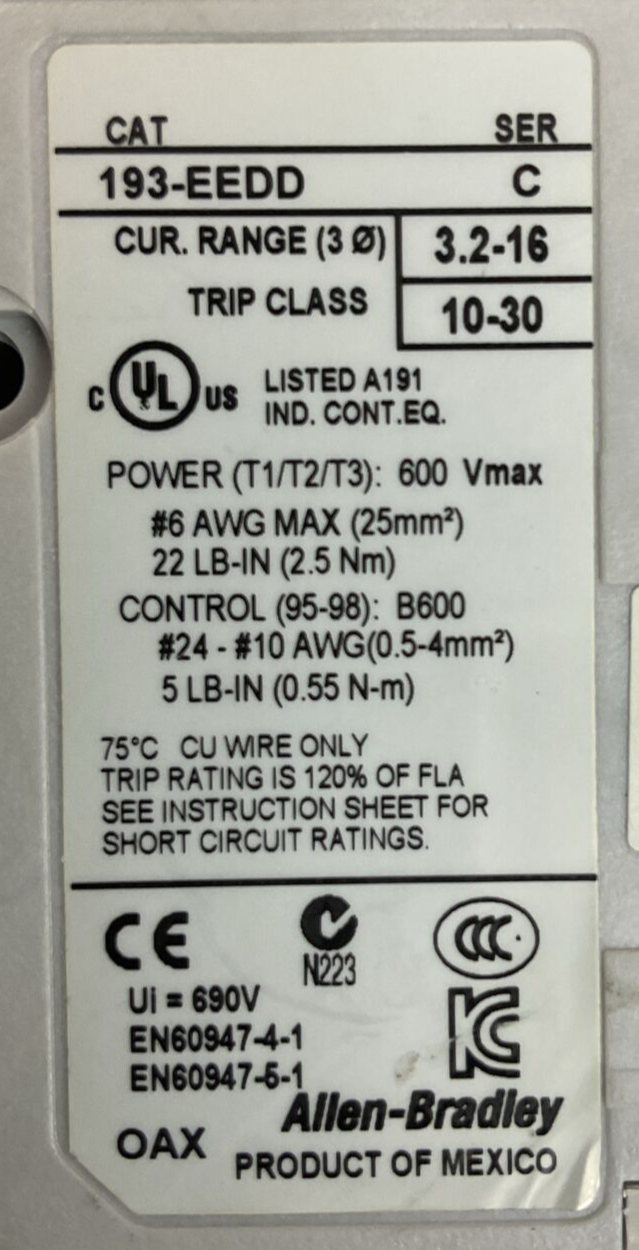 CAT SER
193-EEDD C
CUR. RANGE (3 Ø) 3.2-16
TRIP CLASS 10-30
C UL US LISTED A191
IND. CONT.EQ.
POWER (T1/T2/T3): 600 Vmax
#6 AWG MAX (25mm²)
22 LB-IN (2.5 Nm)
CONTROL (95-98): B600
#24 - #10 AWG(0.5-4mm²)
5 LB-IN (0.55 N-m)
75°C CU WIRE ONLY
TRIP RATING IS 120% OF FLA
SEE INSTRUCTION SHEET FOR
SHORT CIRCUIT RATINGS.
CE N223 CCC
Ui = 690V
EN60947-4-1
EN60947-5-1
KC
Allen-Bradley
OAX PRODUCT OF MEXICO